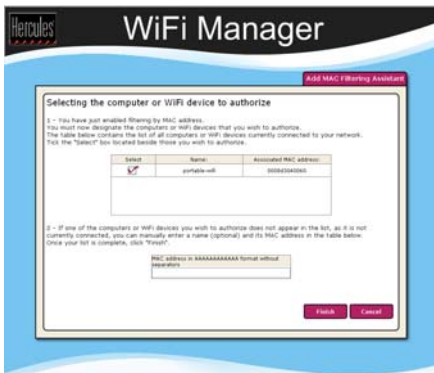 Hercules
WiFi Manager
Add MAC Filtering Assistant
Selecting the computer or WiFi device to authorize
1 - You have just enabled filtering by MAC address.
You must now designate the computers or WiFi devices that you wish to authorize.
The table below contains the list of all computers or WiFi devices currently connected to your network.
Tick the "Select" box located beside those you wish to authorize.
Select Name: Associated MAC address:
portable-wifi
2 - If one of the computers or WiFi devices you wish to authorize does not appear in the list, as it is not
currently connected, you can manually enter a name (optional) and its MAC address in the table below.
Once your list is complete, click "Finish".
MAC address in AAAAAAAAAAAA format without
separators
Finish Cancel